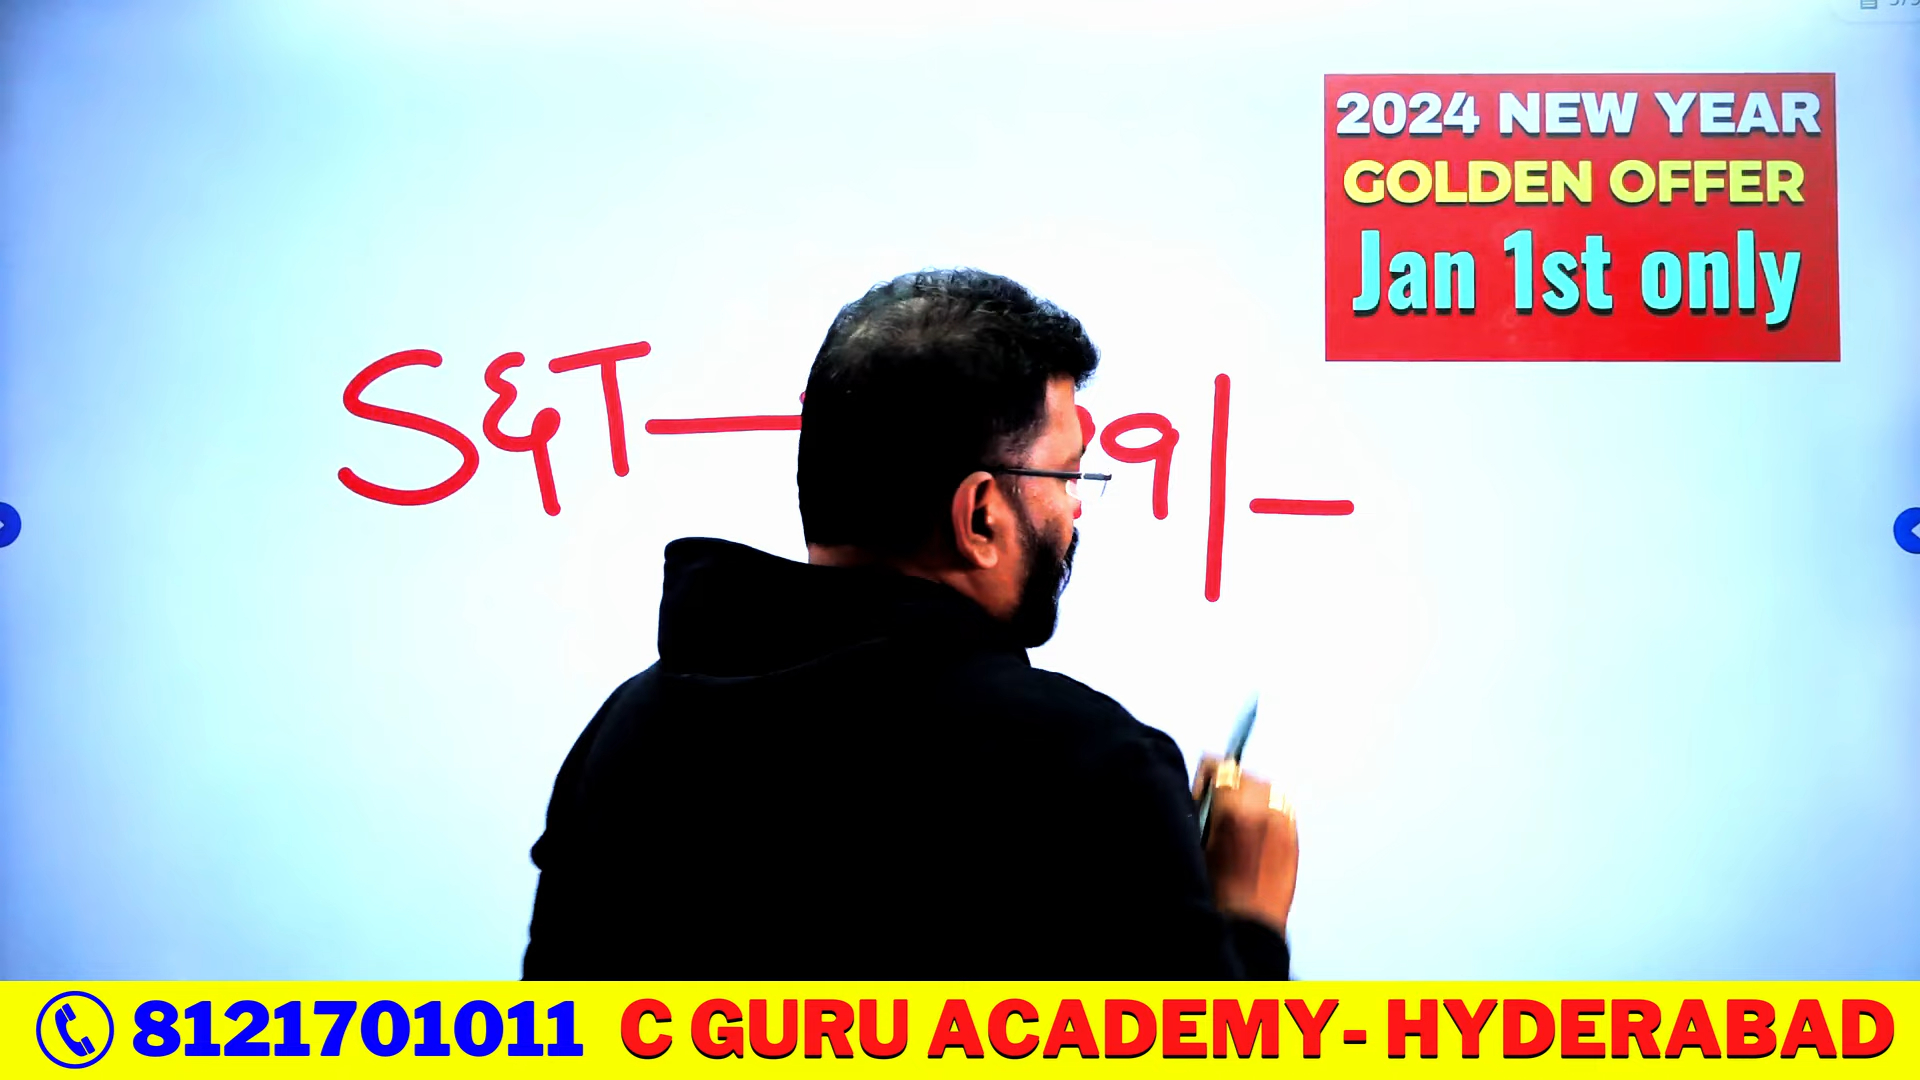 2024 NEW YEAR
GOLDEN OFFER
Jan 1st only
S&T— 9/-
8121701011 C GURU ACADEMY- HYDERABAD